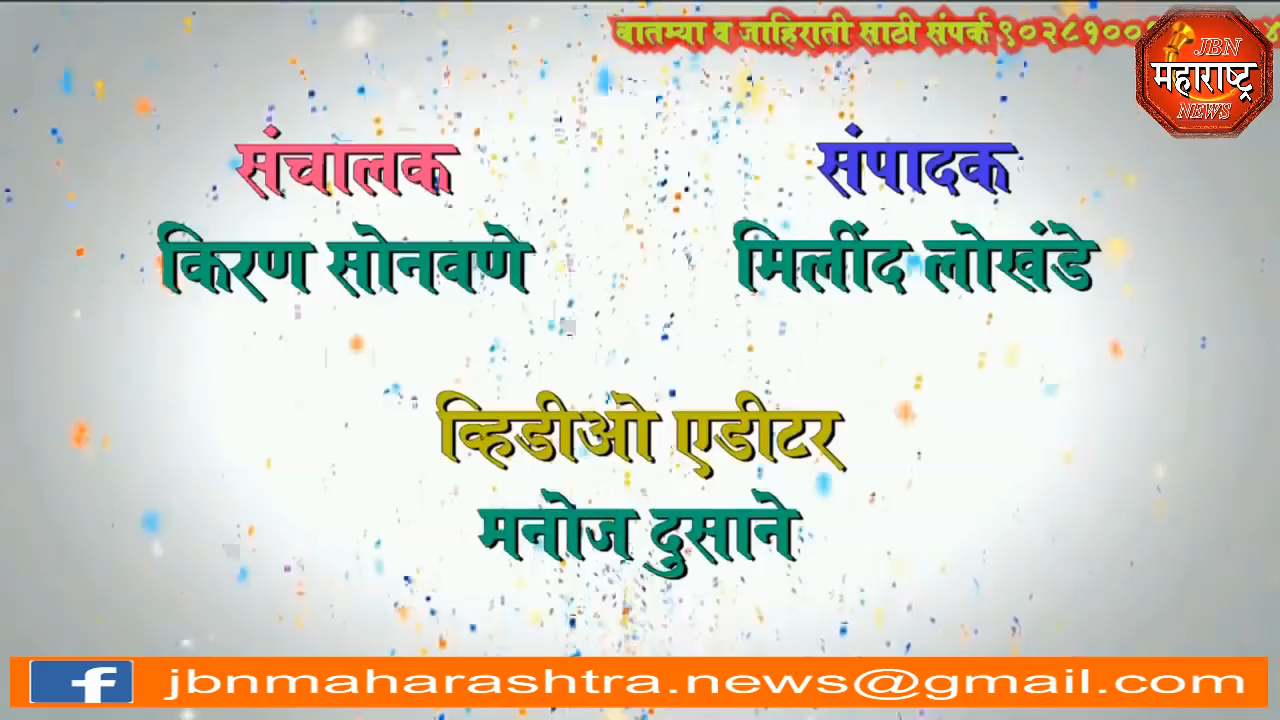 बातम्या व जाहिराती साठी संपर्क
JBN
महाराष्ट्र
NEWS
संचालक
किरण सोनवणे
संपादक
मिलींद लोखंडे
व्हिडीओ एडीटर
मनोज दुसाने
f jbnmaharashtra.news@gmail.com